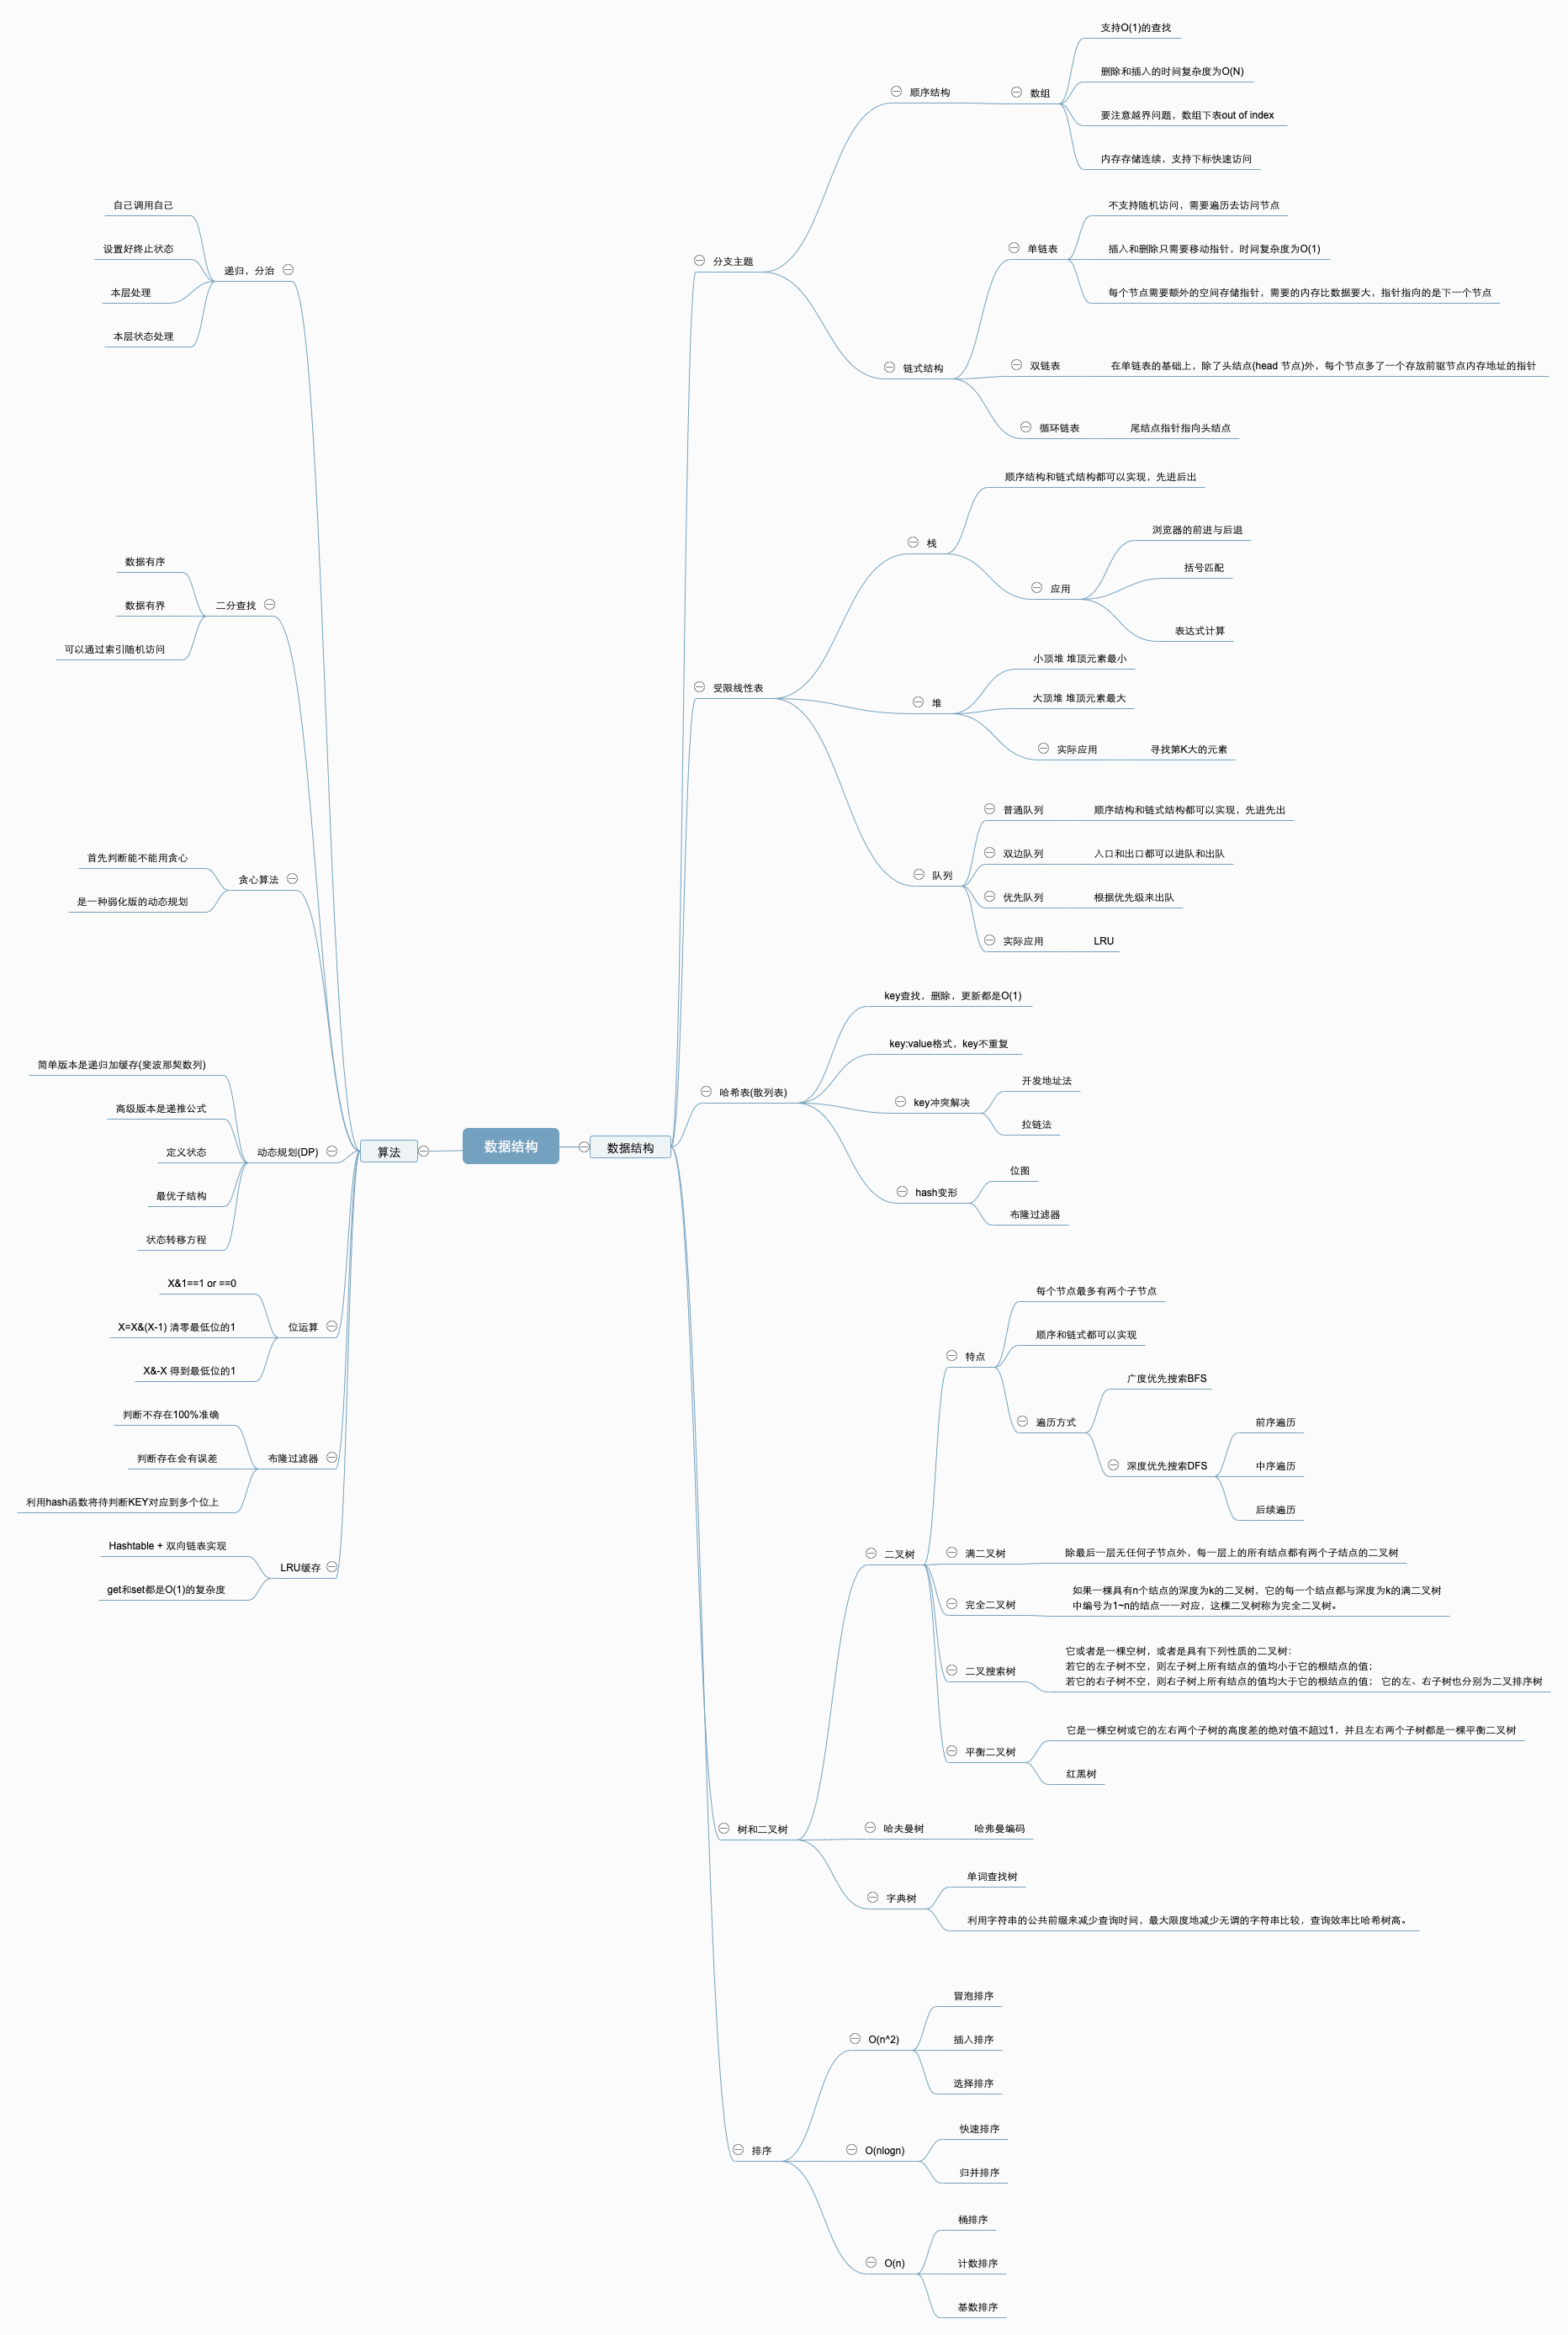 数据结构
数据结构
分支主题
顺序结构
数组
支持O(1)的查找
删除和插入的时间复杂度为O(N)
要注意越界问题，数组下表out of index
内存存储连续，支持下标快速访问
链式结构
单链表
不支持随机访问，需要遍历去访问节点
插入和删除只需要移动指针，时间复杂度为O(1)
每个节点需要额外的空间存储指针，需要的内存比数据要大，指针指向的是下一个节点
双链表
在单链表的基础上，除了头结点(head 节点)外，每个节点多了一个存放前驱节点内存地址的指针
循环链表
尾结点指针指向头结点
受限线性表
栈
顺序结构和链式结构都可以实现，先进后出
应用
浏览器的前进与后退
括号匹配
表达式计算
堆
小顶堆 堆顶元素最小
大顶堆 堆顶元素最大
实际应用
寻找第K大的元素
队列
普通队列
顺序结构和链式结构都可以实现，先进先出
双边队列
入口和出口都可以进队和出队
优先队列
根据优先级来出队
实际应用
LRU
哈希表(散列表)
key查找，删除，更新都是O(1)
key:value格式，key不重复
key冲突解决
开发地址法
拉链法
hash变形
位图
布隆过滤器
树和二叉树
二叉树
特点
每个节点最多有两个子节点
顺序和链式都可以实现
遍历方式
广度优先搜索BFS
深度优先搜索DFS
前序遍历
中序遍历
后续遍历
满二叉树
除最后一层无任何子节点外，每一层上的所有结点都有两个子结点的二叉树
完全二叉树
如果一棵具有n个结点的深度为k的二叉树，它的每一个结点都与深度为k的满二叉树
中编号为1~n的结点一一对应，这棵二叉树称为完全二叉树。
二叉搜索树
它或者是一棵空树，或者是具有下列性质的二叉树：
若它的左子树不空，则左子树上所有结点的值均小于它的根结点的值；
若它的右子树不空，则右子树上所有结点的值均大于它的根结点的值； 它的左、右子树也分别为二叉排序树
平衡二叉树
它是一棵空树或它的左右两个子树的高度差的绝对值不超过1，并且左右两个子树都是一棵平衡二叉树
红黑树
哈夫曼树
哈弗曼编码
字典树
单词查找树
利用字符串的公共前缀来减少查询时间，最大限度地减少无谓的字符串比较，查询效率比哈希树高。
排序
O(n^2)
冒泡排序
插入排序
选择排序
O(nlogn)
快速排序
归并排序
O(n)
桶排序
计数排序
基数排序
算法
递归，分治
自己调用自己
设置好终止状态
本层处理
本层状态处理
二分查找
数据有序
数据有界
可以通过索引随机访问
贪心算法
首先判断能不能用贪心
是一种弱化版的动态规划
动态规划(DP)
简单版本是递归加缓存(斐波那契数列)
高级版本是递推公式
定义状态
最优子结构
状态转移方程
位运算
X&1==1 or ==0
X=X&(X-1) 清零最低位的1
X&-X 得到最低位的1
布隆过滤器
判断不存在100%准确
判断存在会有误差
利用hash函数将待判断KEY对应到多个位上
LRU缓存
Hashtable + 双向链表实现
get和set都是O(1)的复杂度